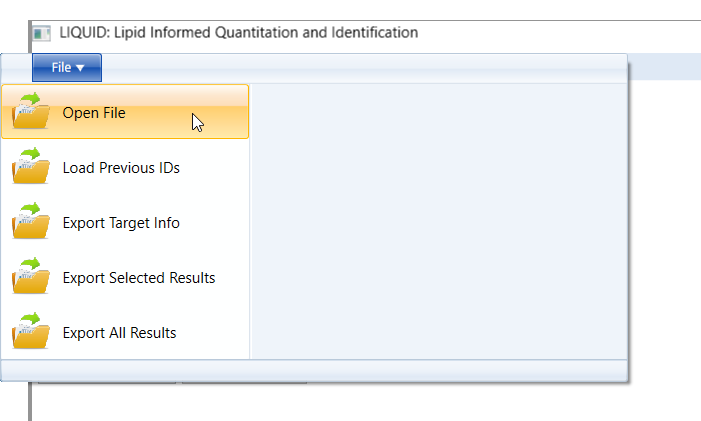 LIQUID: Lipid Informed Quantitation and Identification
File
Open File
Load Previous IDs
Export Target Info
Export Selected Results
Export All Results